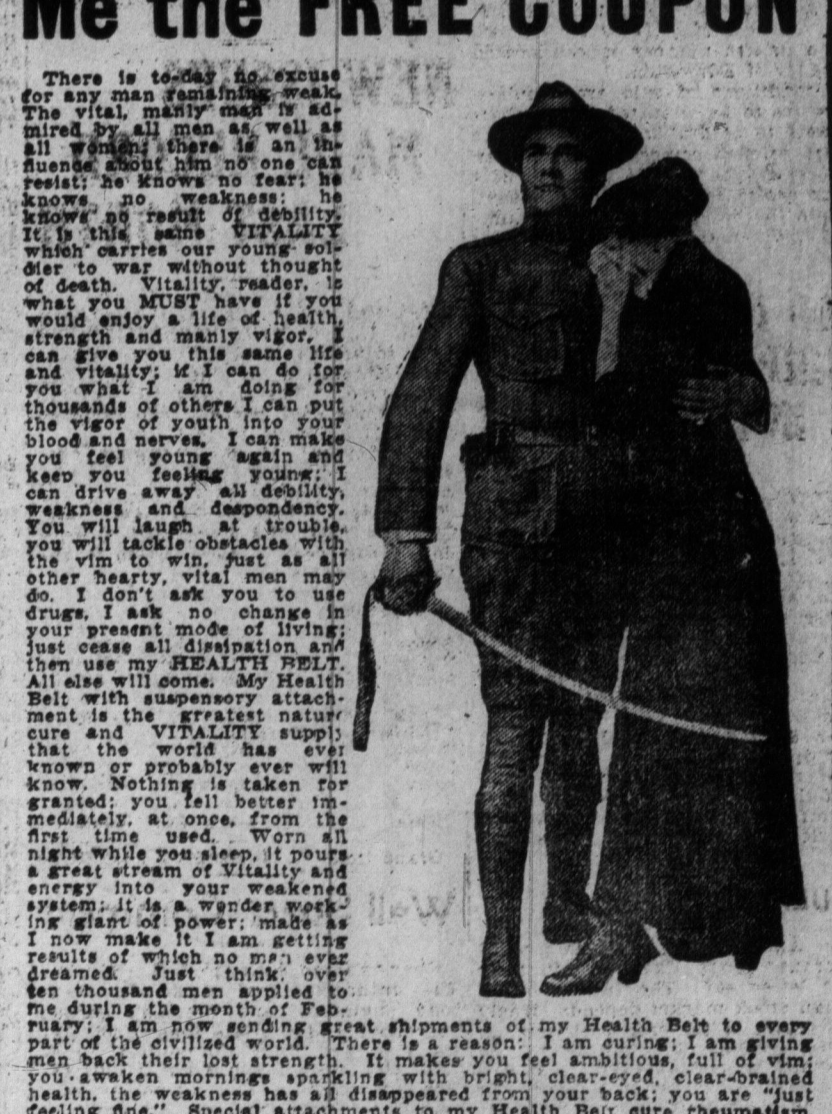 Me the FREE COUPON
There is to-day no excuse
for any man remaining weak.
The vital, manly man is ad-
mired by all men as well as
all women; there is an in-
fluence about him no one can
resist; he knows no fear; he
knows no weakness; he
knows no result of debility.
It is this same VITALITY
which carries our young sol-
dier to war without thought
of death. Vitality, reader, is
what you MUST have if you
would enjoy a life of health,
strength and manly vigor. I
can give you this same life
and vitality; if I can do for
you what I am doing for
thousands of others I can put
the vigor of youth into your
blood and nerves. I can make
you feel young again and
keep you feeling young; I
can drive away all debility,
weakness and despondency.
You will laugh at trouble,
you will tackle obstacles with
the vim to win, just as all
other hearty, vital men may
do. I don't ask you to use
drugs, I ask no change in
your present mode of living;
just cease all dissipation and
then use my HEALTH BELT.
All else will come. My Health
Belt with suspensory attach-
ment is the greatest nature
cure and VITALITY supply
that the world has ever
known or probably ever will
know. Nothing is taken for
granted; you fell better im-
mediately, at once, from the
first time used. Worn all
night while you sleep, it pours
a great stream of Vitality and
energy into your weakened
system; it is a wonder work-
ing giant of power; made as
I now make it I am getting
results of which no man ever
dreamed. Just think, over
ten thousand men applied to
me during the month of Feb-
ruary; I am now sending great shipments of my Health Belt to every
part of the civilized world. There is a reason: I am curing; I am giving
men back their lost strength. It makes you feel ambitious, full of vim;
you awaken mornings sparkling with bright, clear-eyed, clear-brained
health, the weakness has all disappeared from your back; you are "just
feeling fine." Special attachments to my Health Belt cure